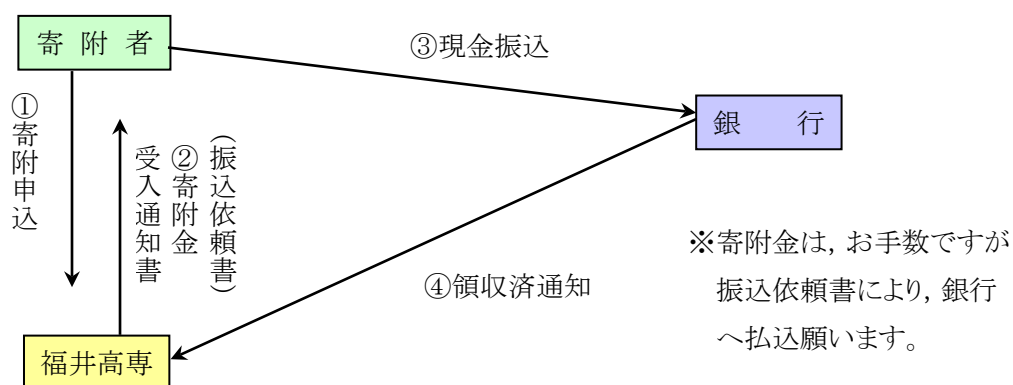 寄 附 者
③現金振込
銀 行
①寄附申込
(振込依頼書)
②寄附金
受入通知書
④領収済通知
※寄附金は,お手数ですが
振込依頼書により,銀行
へ払込願います。
福井高専